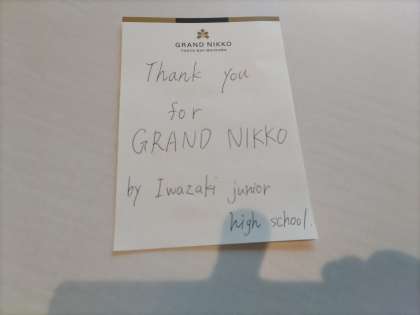 GRAND NIKKO
TOKYO BAY MAIHAMA
Thank you
for
GRAND NIKKO
by Iwazaki junior
high school.